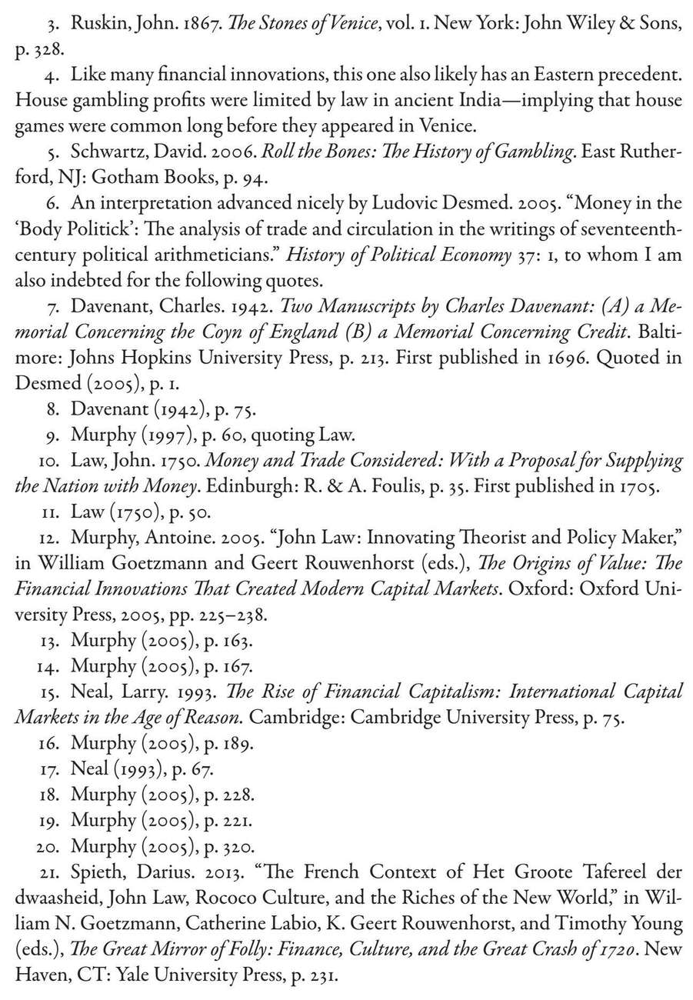 3. Ruskin, John. 1867. The Stones of Venice, vol. 1. New York: John Wiley & Sons,
p. 328.
4. Like many financial innovations, this one also likely has an Eastern precedent.
House gambling profits were limited by law in ancient India—implying that house
games were common long before they appeared in Venice.
5. Schwartz, David. 2006. Roll the Bones: The History of Gambling. East Ruther-
ford, NJ: Gotham Books, p. 94.
6. An interpretation advanced nicely by Ludovic Desmed. 2005. “Money in the
‘Body Politick’: The analysis of trade and circulation in the writings of seventeenth-
century political arithmeticians.” History of Political Economy 37: 1, to whom I am
also indebted for the following quotes.
7. Davenant, Charles. 1942. Two Manuscripts by Charles Davenant: (A) a Me-
morial Concerning the Coyn of England (B) a Memorial Concerning Credit. Balti-
more: Johns Hopkins University Press, p. 213. First published in 1696. Quoted in
Desmed (2005), p. 1.
8. Davenant (1942), p. 75.
9. Murphy (1997), p. 60, quoting Law.
10. Law, John. 1750. Money and Trade Considered: With a Proposal for Supplying
the Nation with Money. Edinburgh: R. & A. Foulis, p. 35. First published in 1705.
11. Law (1750), p. 50.
12. Murphy, Antoine. 2005. “John Law: Innovating Theorist and Policy Maker,”
in William Goetzmann and Geert Rouwenhorst (eds.), The Origins of Value: The
Financial Innovations That Created Modern Capital Markets. Oxford: Oxford Uni-
versity Press, 2005, pp. 225–238.
13. Murphy (2005), p. 163.
14. Murphy (2005), p. 167.
15. Neal, Larry. 1993. The Rise of Financial Capitalism: International Capital
Markets in the Age of Reason. Cambridge: Cambridge University Press, p. 75.
16. Murphy (2005), p. 189.
17. Neal (1993), p. 67.
18. Murphy (2005), p. 228.
19. Murphy (2005), p. 221.
20. Murphy (2005), p. 320.
21. Spieth, Darius. 2013. “The French Context of Het Groote Tafereel der
dwaasheid, John Law, Rococo Culture, and the Riches of the New World,” in Wil-
liam N. Goetzmann, Catherine Labio, K. Geert Rouwenhorst, and Timothy Young
(eds.), The Great Mirror of Folly: Finance, Culture, and the Great Crash of 1720. New
Haven, CT: Yale University Press, p. 231.